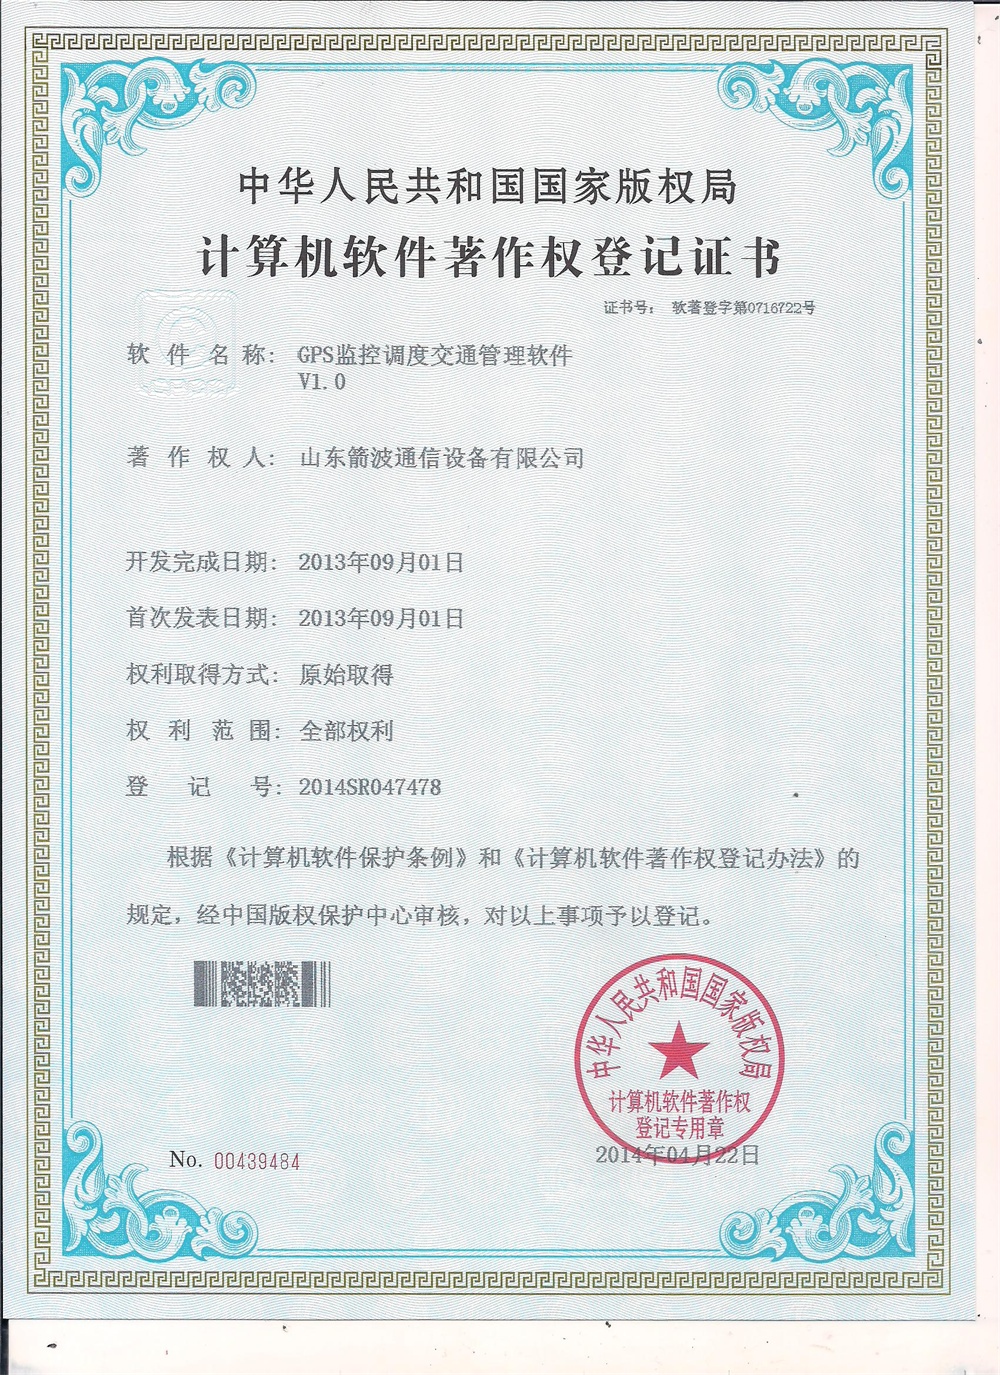 中华人民共和国国家版权局
计算机软件著作权登记证书
证书号： 软著登字第0716722号
软件名称： GPS监控调度交通管理软件
V1.0
著作权人： 山东箭波通信设备有限公司
开发完成日期： 2013年09月01日
首次发表日期： 2013年09月01日
权利取得方式： 原始取得
权利范围： 全部权利
登记号： 2014SR047478
根据《计算机软件保护条例》和《计算机软件著作权登记办法》的
规定，经中国版权保护中心审核，对以上事项予以登记。
中华人民共和国国家版权局
计算机软件著作权
登记专用章
No. 00439484
2014年04月22日